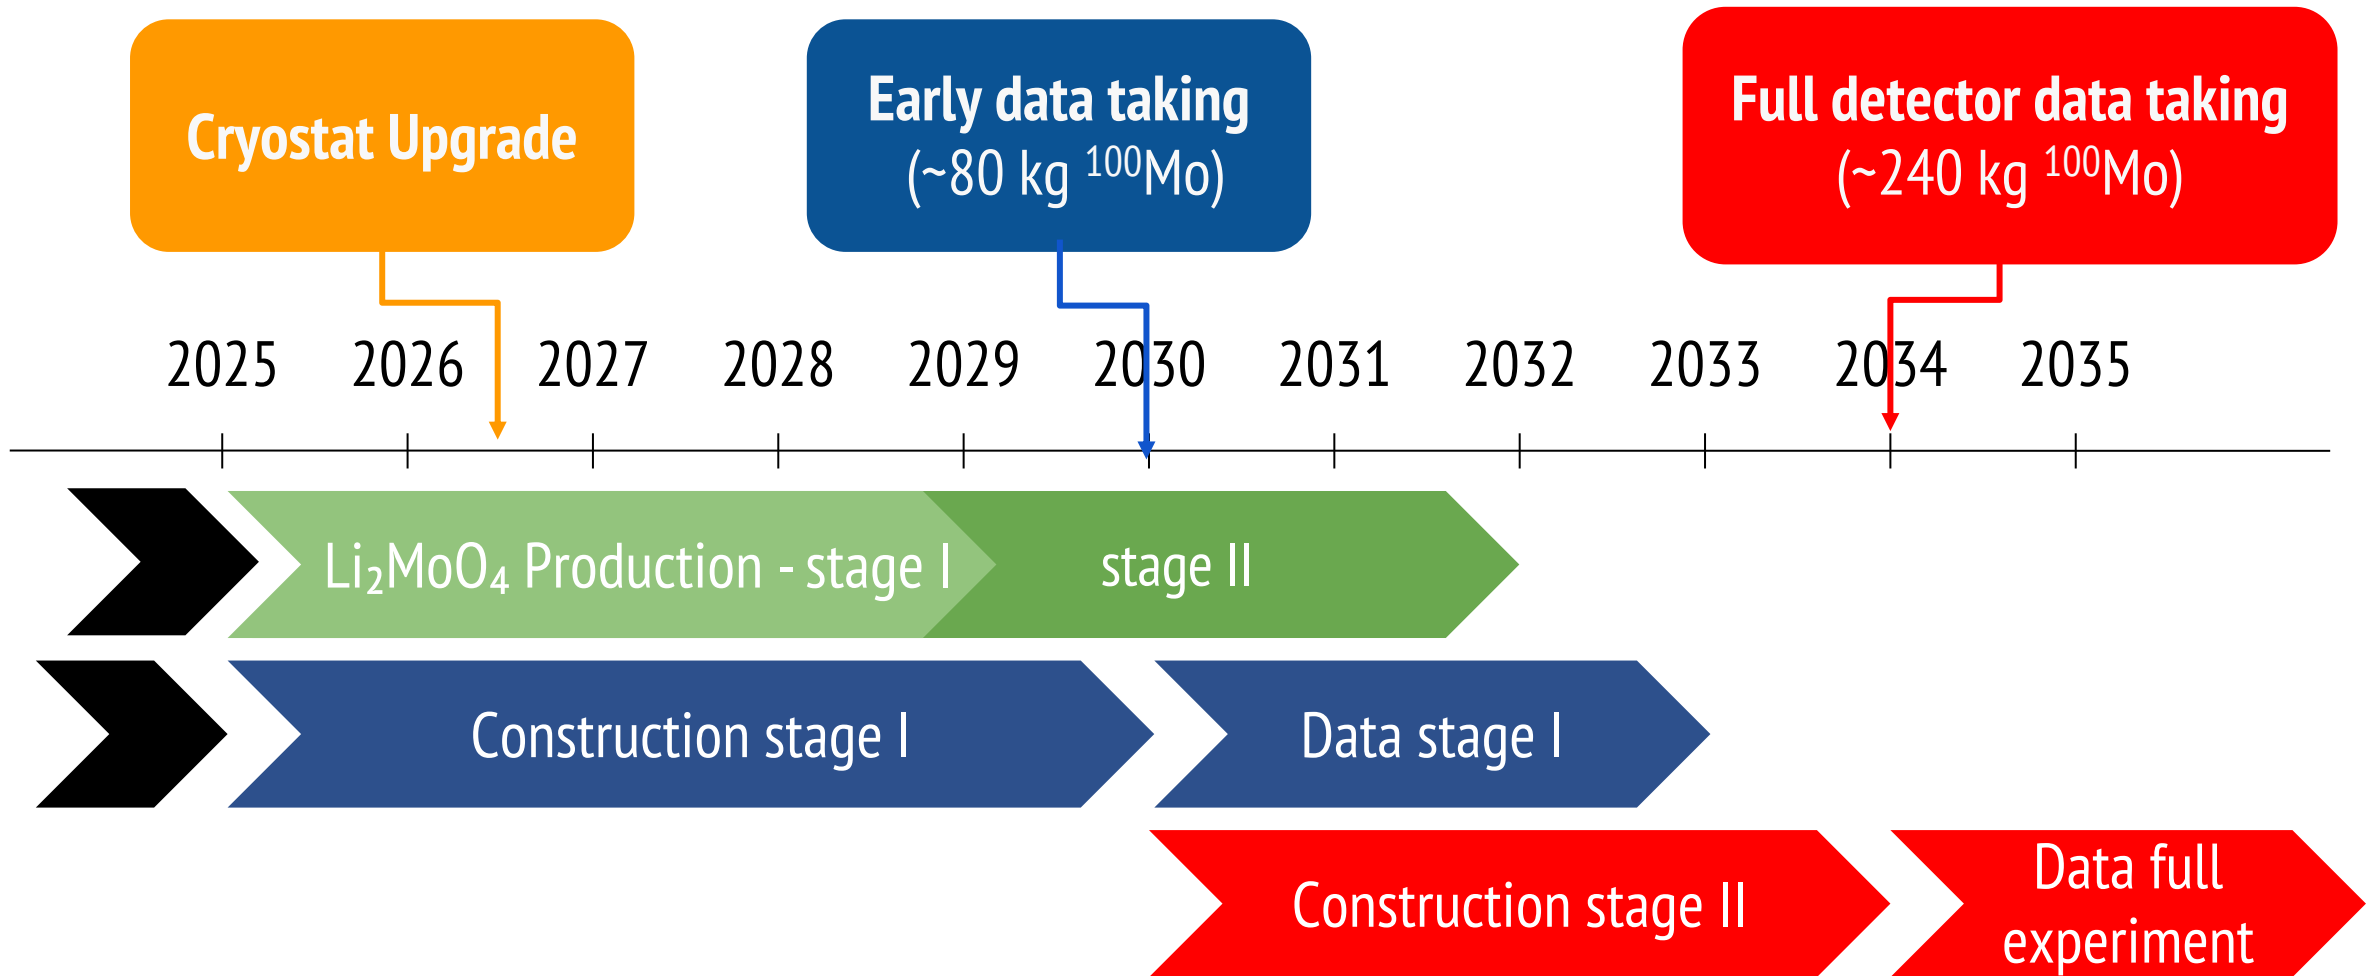 Cryostat Upgrade
Early data taking
(~80 kg ¹⁰⁰Mo)
Full detector data taking
(~240 kg ¹⁰⁰Mo)
2025 2026 2027 2028 2029 2030 2031 2032 2033 2034 2035
Li₂MoO₄ Production - stage I
stage II
Construction stage I
Data stage I
Construction stage II
Data full
experiment